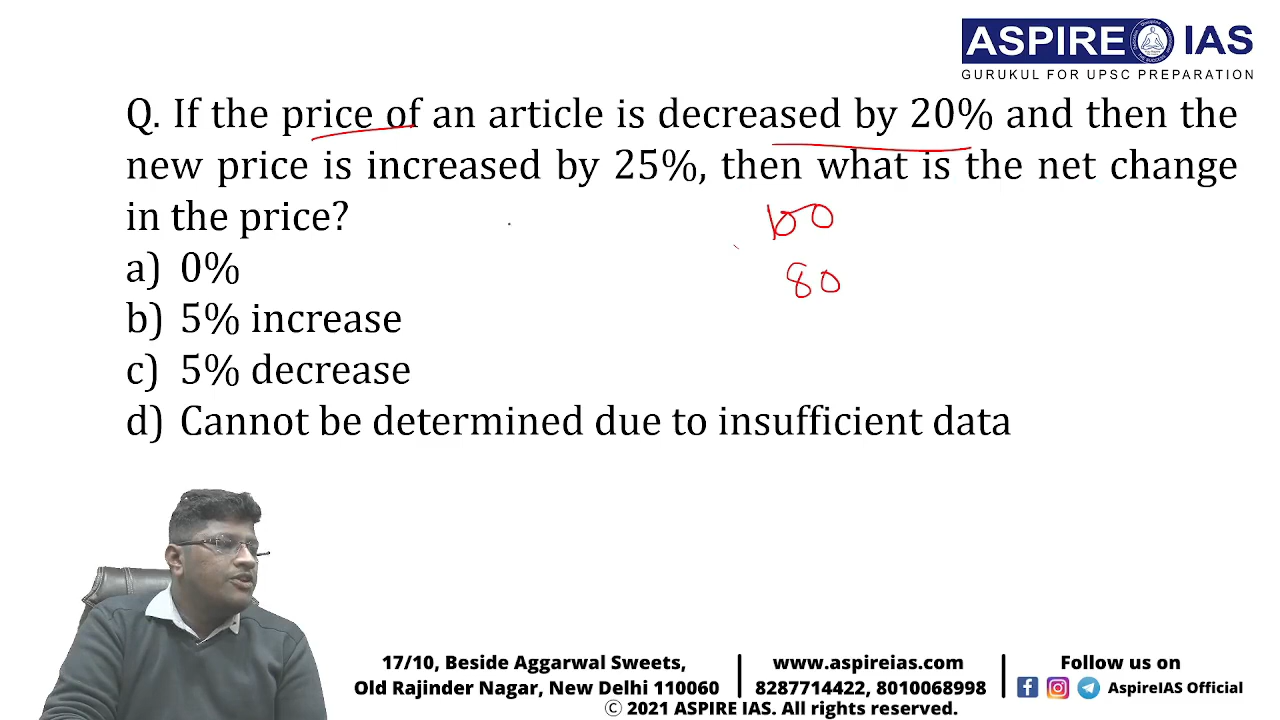 ASPIRE IAS
GURUKUL FOR UPSC PREPARATION
Q. If the price of an article is decreased by 20% and then the
new price is increased by 25%, then what is the net change
in the price?
100
a) 0%
80
b) 5% increase
c) 5% decrease
d) Cannot be determined due to insufficient data
17/10, Beside Aggarwal Sweets,
Old Rajinder Nagar, New Delhi 110060
www.aspireias.com
8287714422, 8010068998
Follow us on
AspireIAS Official
Ⓒ 2021 ASPIRE IAS. All rights reserved.